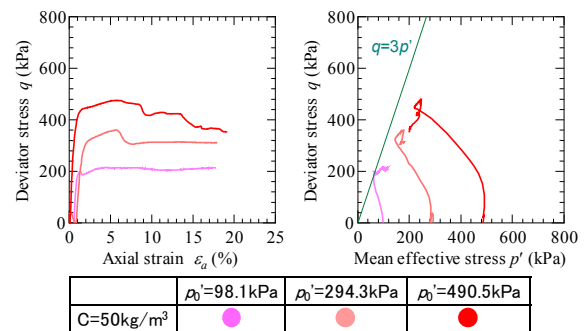 800
600
400
200
0
Deviator stress q (kPa)
0 5 10 15 20 25
Axial strain εa (%)
800
600
400
200
0
Deviator stress q (kPa)
q=3p'
0 200 400 600 800
Mean effective stress p' (kPa)
p0'=98.1kPa p0'=294.3kPa p0'=490.5kPa
C=50kg/m³